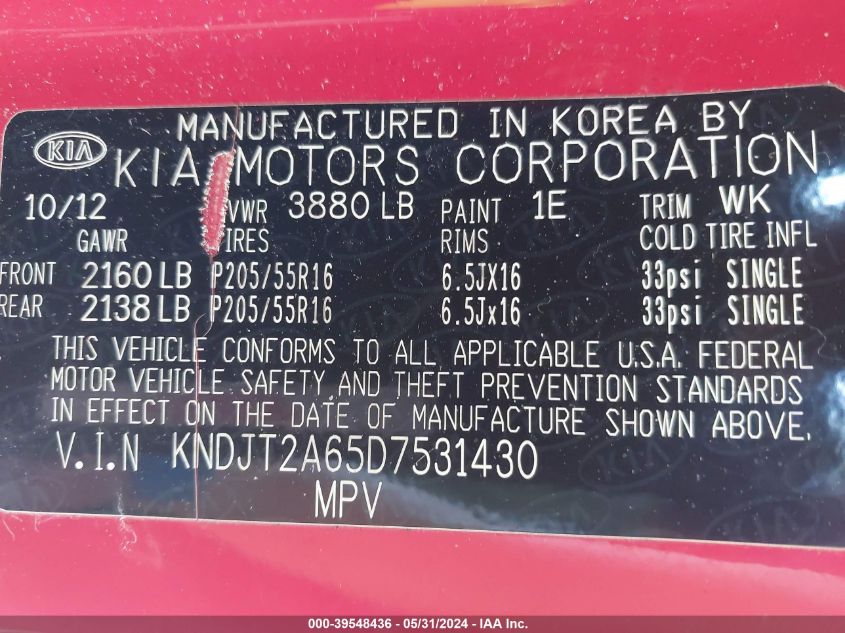 MANUFACTURED IN KOREA BY
KIA KIA MOTORS CORPORATION
10/12 VWR 3880 LB PAINT 1E TRIM WK
GAWR IRES RIMS COLD TIRE INFL
FRONT 2160 LB P205/55R16 6.5JX16 33psi SINGLE
REAR 2138 LB P205/55R16 6.5Jx16 33psi SINGLE
THIS VEHICLE CONFORMS TO ALL APPLICABLE U.S.A. FEDERAL
MOTOR VEHICLE SAFETY AND THEFT PREVENTION STANDARDS
IN EFFECT ON THE DATE OF MANUFACTURE SHOWN ABOVE.
V.I.N KNDJT2A65D7531430
MPV
000-39548436 - 05/31/2024 - IAA Inc.